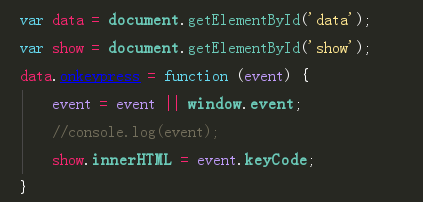 var data = document.getElementById('data');
var show = document.getElementById('show');
data.onkeypress = function (event) {
event = event || window.event;
//console.log(event);
show.innerHTML = event.keyCode;
}